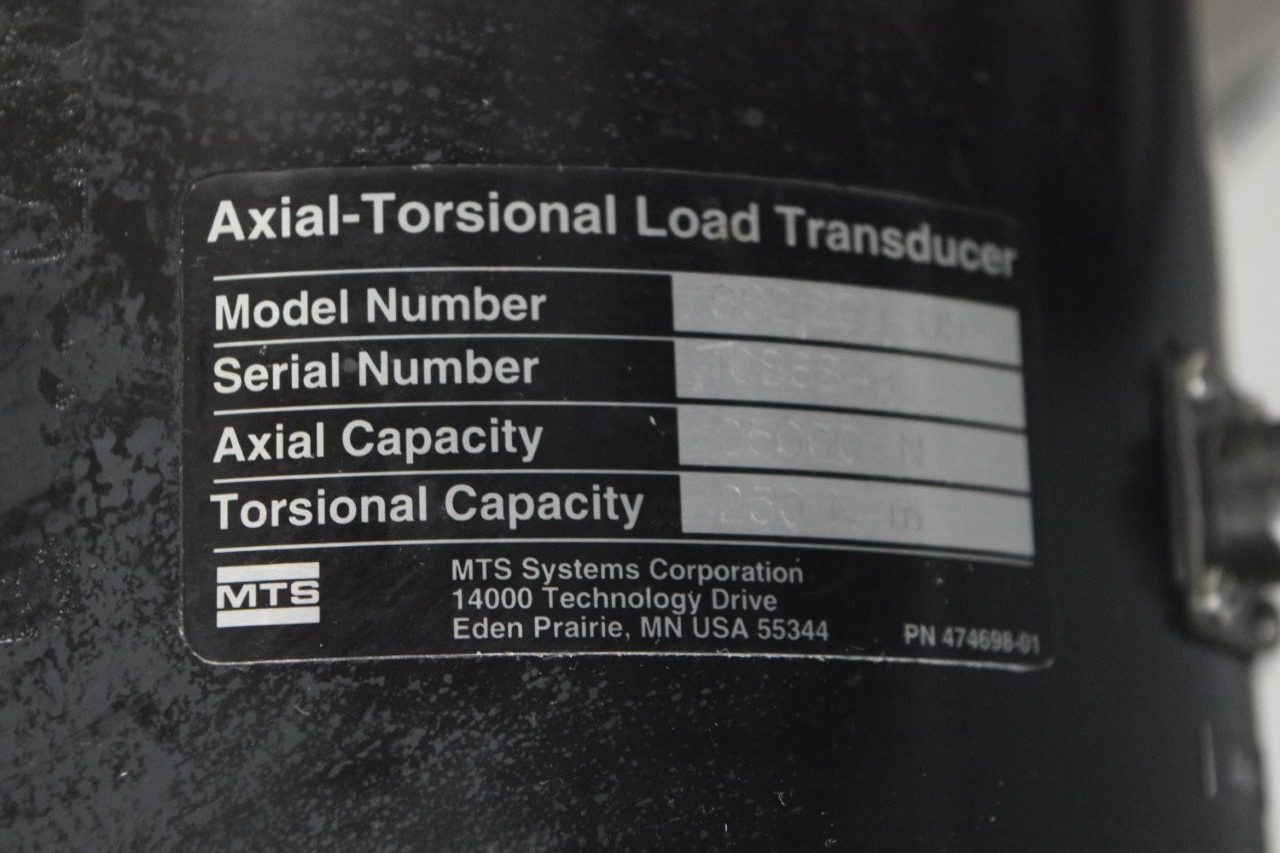 Axial-Torsional Load Transducer
Model Number
Serial Number
Axial Capacity N
Torsional Capacity 250
MTS
MTS Systems Corporation
14000 Technology Drive
Eden Prairie, MN USA 55344
PN 474698-01